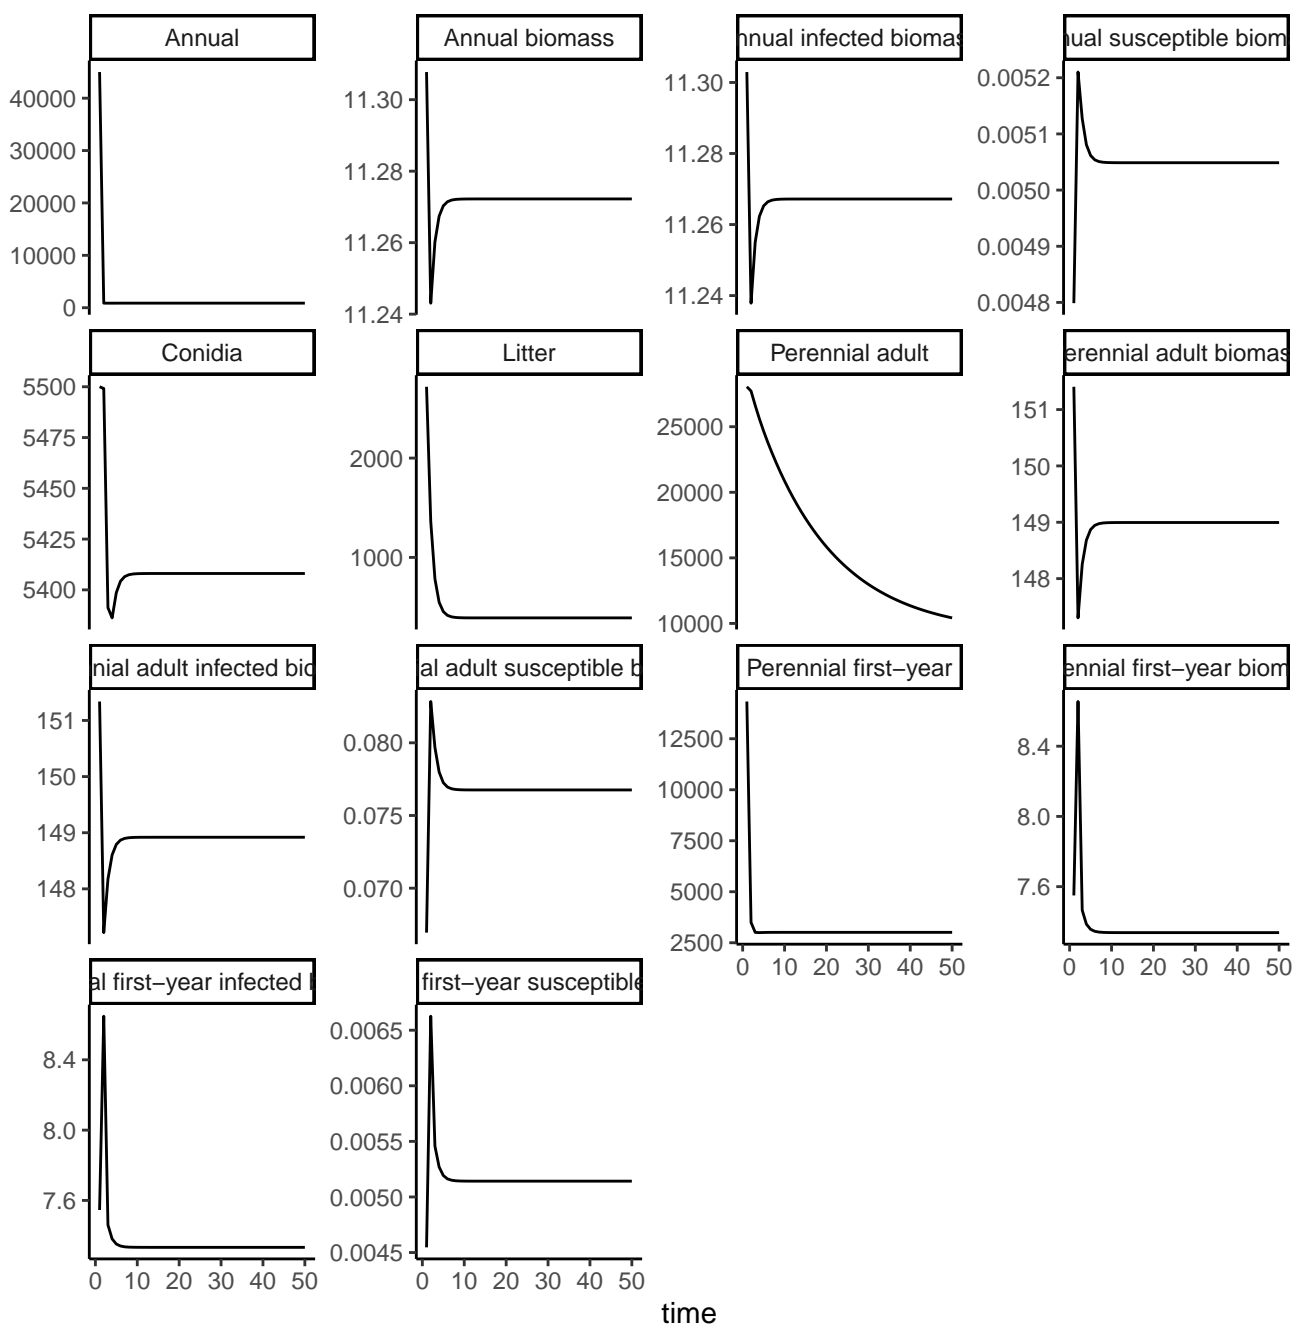 Annual
Annual biomass
nnual infected biomas
ual susceptible biom
40000
30000
20000
10000
0
11.30
11.28
11.26
11.24
11.30
11.28
11.26
11.24
0.0052
0.0051
0.0050
0.0049
0.0048
Conidia
Litter
Perennial adult
erennial adult biomas
5500
5475
5450
5425
5400
2000
1000
25000
20000
15000
10000
151
150
149
148
nial adult infected bio
al adult susceptible b
Perennial first−year
ennial first−year biom
151
150
149
148
0.080
0.075
0.070
12500
10000
7500
5000
2500
8.4
8.0
7.6
0 10 20 30 40 50
0 10 20 30 40 50
al first−year infected b
first−year susceptible
8.4
8.0
7.6
0.0065
0.0060
0.0055
0.0050
0.0045
0 10 20 30 40 50
0 10 20 30 40 50
time